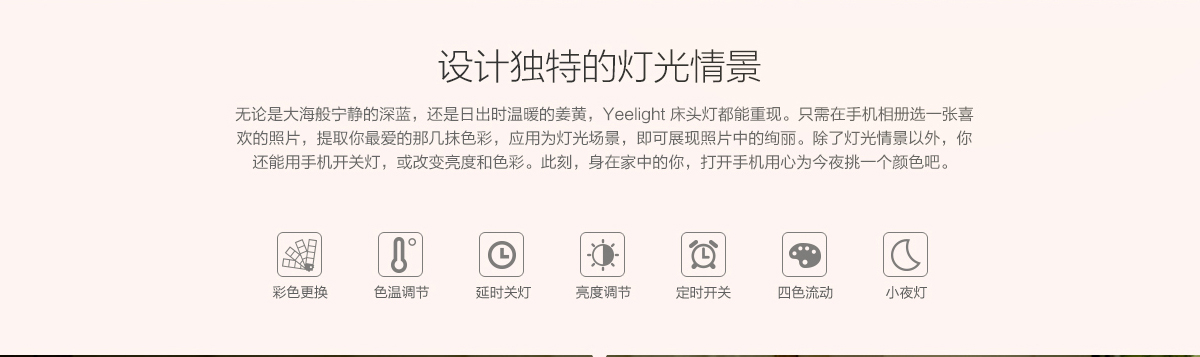 设计独特的灯光情景
无论是大海般宁静的深蓝，还是日出时温暖的姜黄，Yeelight 床头灯都能重现。只需在手机相册选一张喜
欢的照片，提取你最爱的那几抹色彩，应用为灯光场景，即可展现照片中的绚丽。除了灯光情景以外，你
还能用手机开关灯，或改变亮度和色彩。此刻，身在家中的你，打开手机用心为今夜挑一个颜色吧。
彩色更换 色温调节 延时关灯 亮度调节 定时开关 四色流动 小夜灯